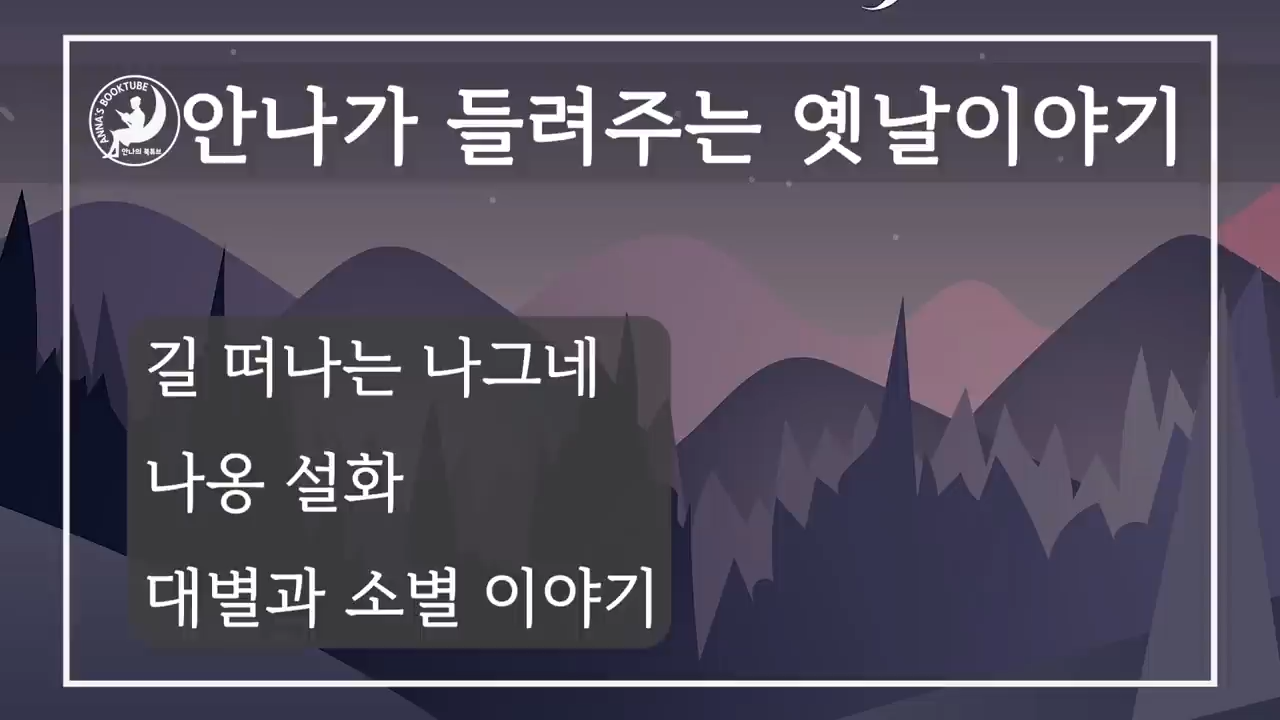 ANNA'S BOOKTUBE
안나의 북튜브
안나가 들려주는 옛날이야기
길 떠나는 나그네
나옹 설화
대별과 소별 이야기